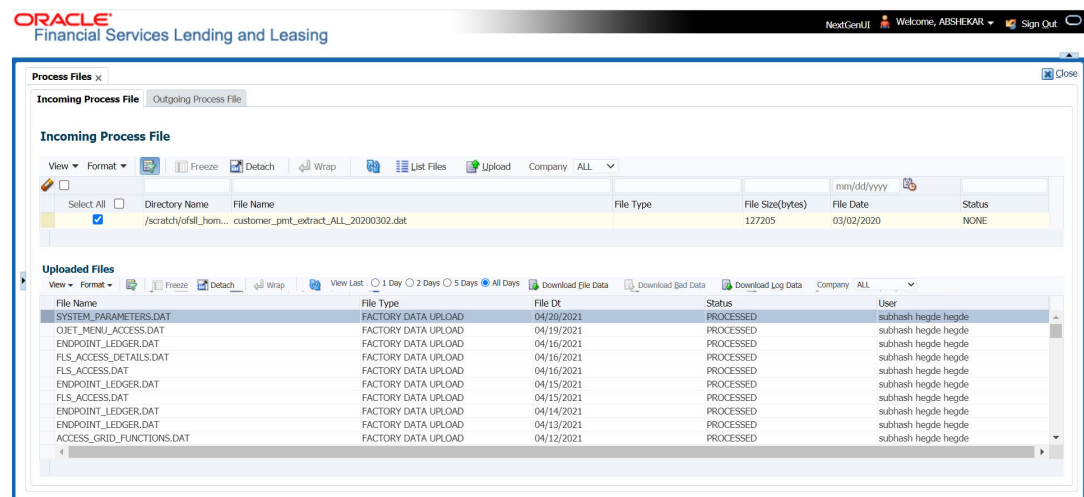 ORACLE®
Financial Services Lending and Leasing
NextGenUI Welcome, ABSHEKAR Sign Out
Process Files x
Close
Incoming Process File Outgoing Process File
Incoming Process File
View Format Freeze Detach Wrap List Files Upload Company ALL
mm/dd/yyyy
Select All Directory Name File Name File Type File Size(bytes) File Date Status
/scratch/ofsll_hom... customer_pmt_extract_ALL_20200302.dat 127205 03/02/2020 NONE
Uploaded Files
View Format Freeze Detach Wrap View Last 1 Day 2 Days 5 Days All Days Download File Data Download Bad Data Download Log Data Company ALL
File Name File Type File Dt Status User
SYSTEM_PARAMETERS.DAT FACTORY DATA UPLOAD 04/20/2021 PROCESSED subhash hegde hegde
OJET_MENU_ACCESS.DAT FACTORY DATA UPLOAD 04/19/2021 PROCESSED subhash hegde hegde
ENDPOINT_LEDGER.DAT FACTORY DATA UPLOAD 04/16/2021 PROCESSED subhash hegde hegde
FLS_ACCESS_DETAILS.DAT FACTORY DATA UPLOAD 04/16/2021 PROCESSED subhash hegde hegde
FLS_ACCESS.DAT FACTORY DATA UPLOAD 04/16/2021 PROCESSED subhash hegde hegde
ENDPOINT_LEDGER.DAT FACTORY DATA UPLOAD 04/15/2021 PROCESSED subhash hegde hegde
FLS_ACCESS.DAT FACTORY DATA UPLOAD 04/15/2021 PROCESSED subhash hegde hegde
ENDPOINT_LEDGER.DAT FACTORY DATA UPLOAD 04/14/2021 PROCESSED subhash hegde hegde
ENDPOINT_LEDGER.DAT FACTORY DATA UPLOAD 04/13/2021 PROCESSED subhash hegde hegde
ACCESS_GRID_FUNCTIONS.DAT FACTORY DATA UPLOAD 04/12/2021 PROCESSED subhash hegde hegde